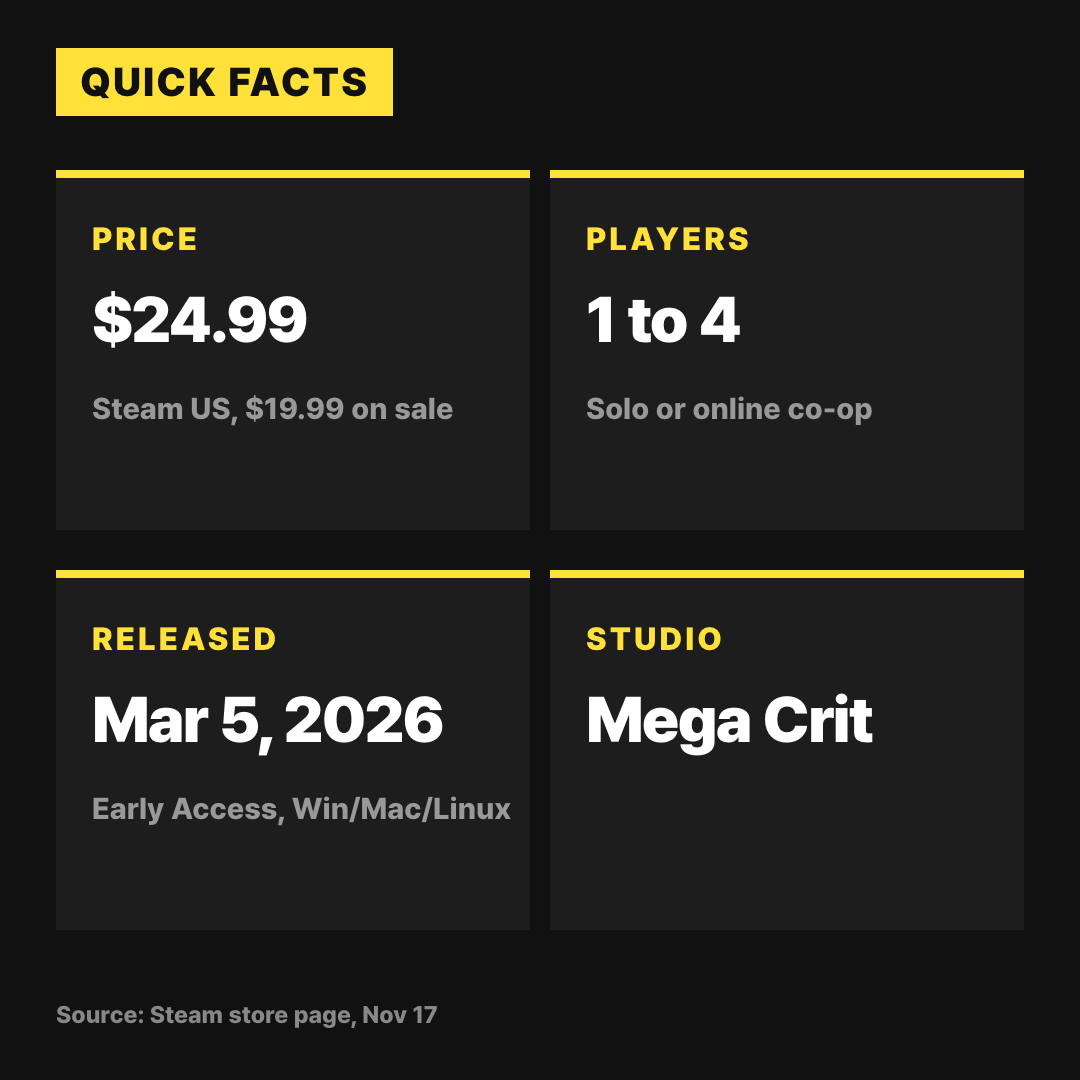 QUICK FACTS
PRICE
$24.99
Steam US, $19.99 on sale
PLAYERS
1 to 4
Solo or online co-op
RELEASED
Mar 5, 2026
Early Access, Win/Mac/Linux
STUDIO
Mega Crit
Source: Steam store page, Nov 17